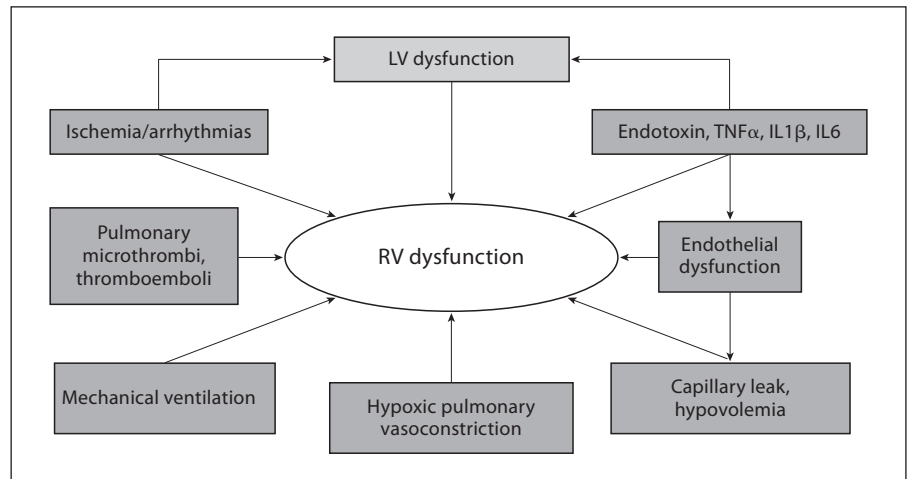 LV dysfunction
Ischemia/arrhythmias
Endotoxin, TNFα, IL1β, IL6
Pulmonary
microthrombi,
thromboemboli
RV dysfunction
Endothelial
dysfunction
Mechanical ventilation
Hypoxic pulmonary
vasoconstriction
Capillary leak,
hypovolemia